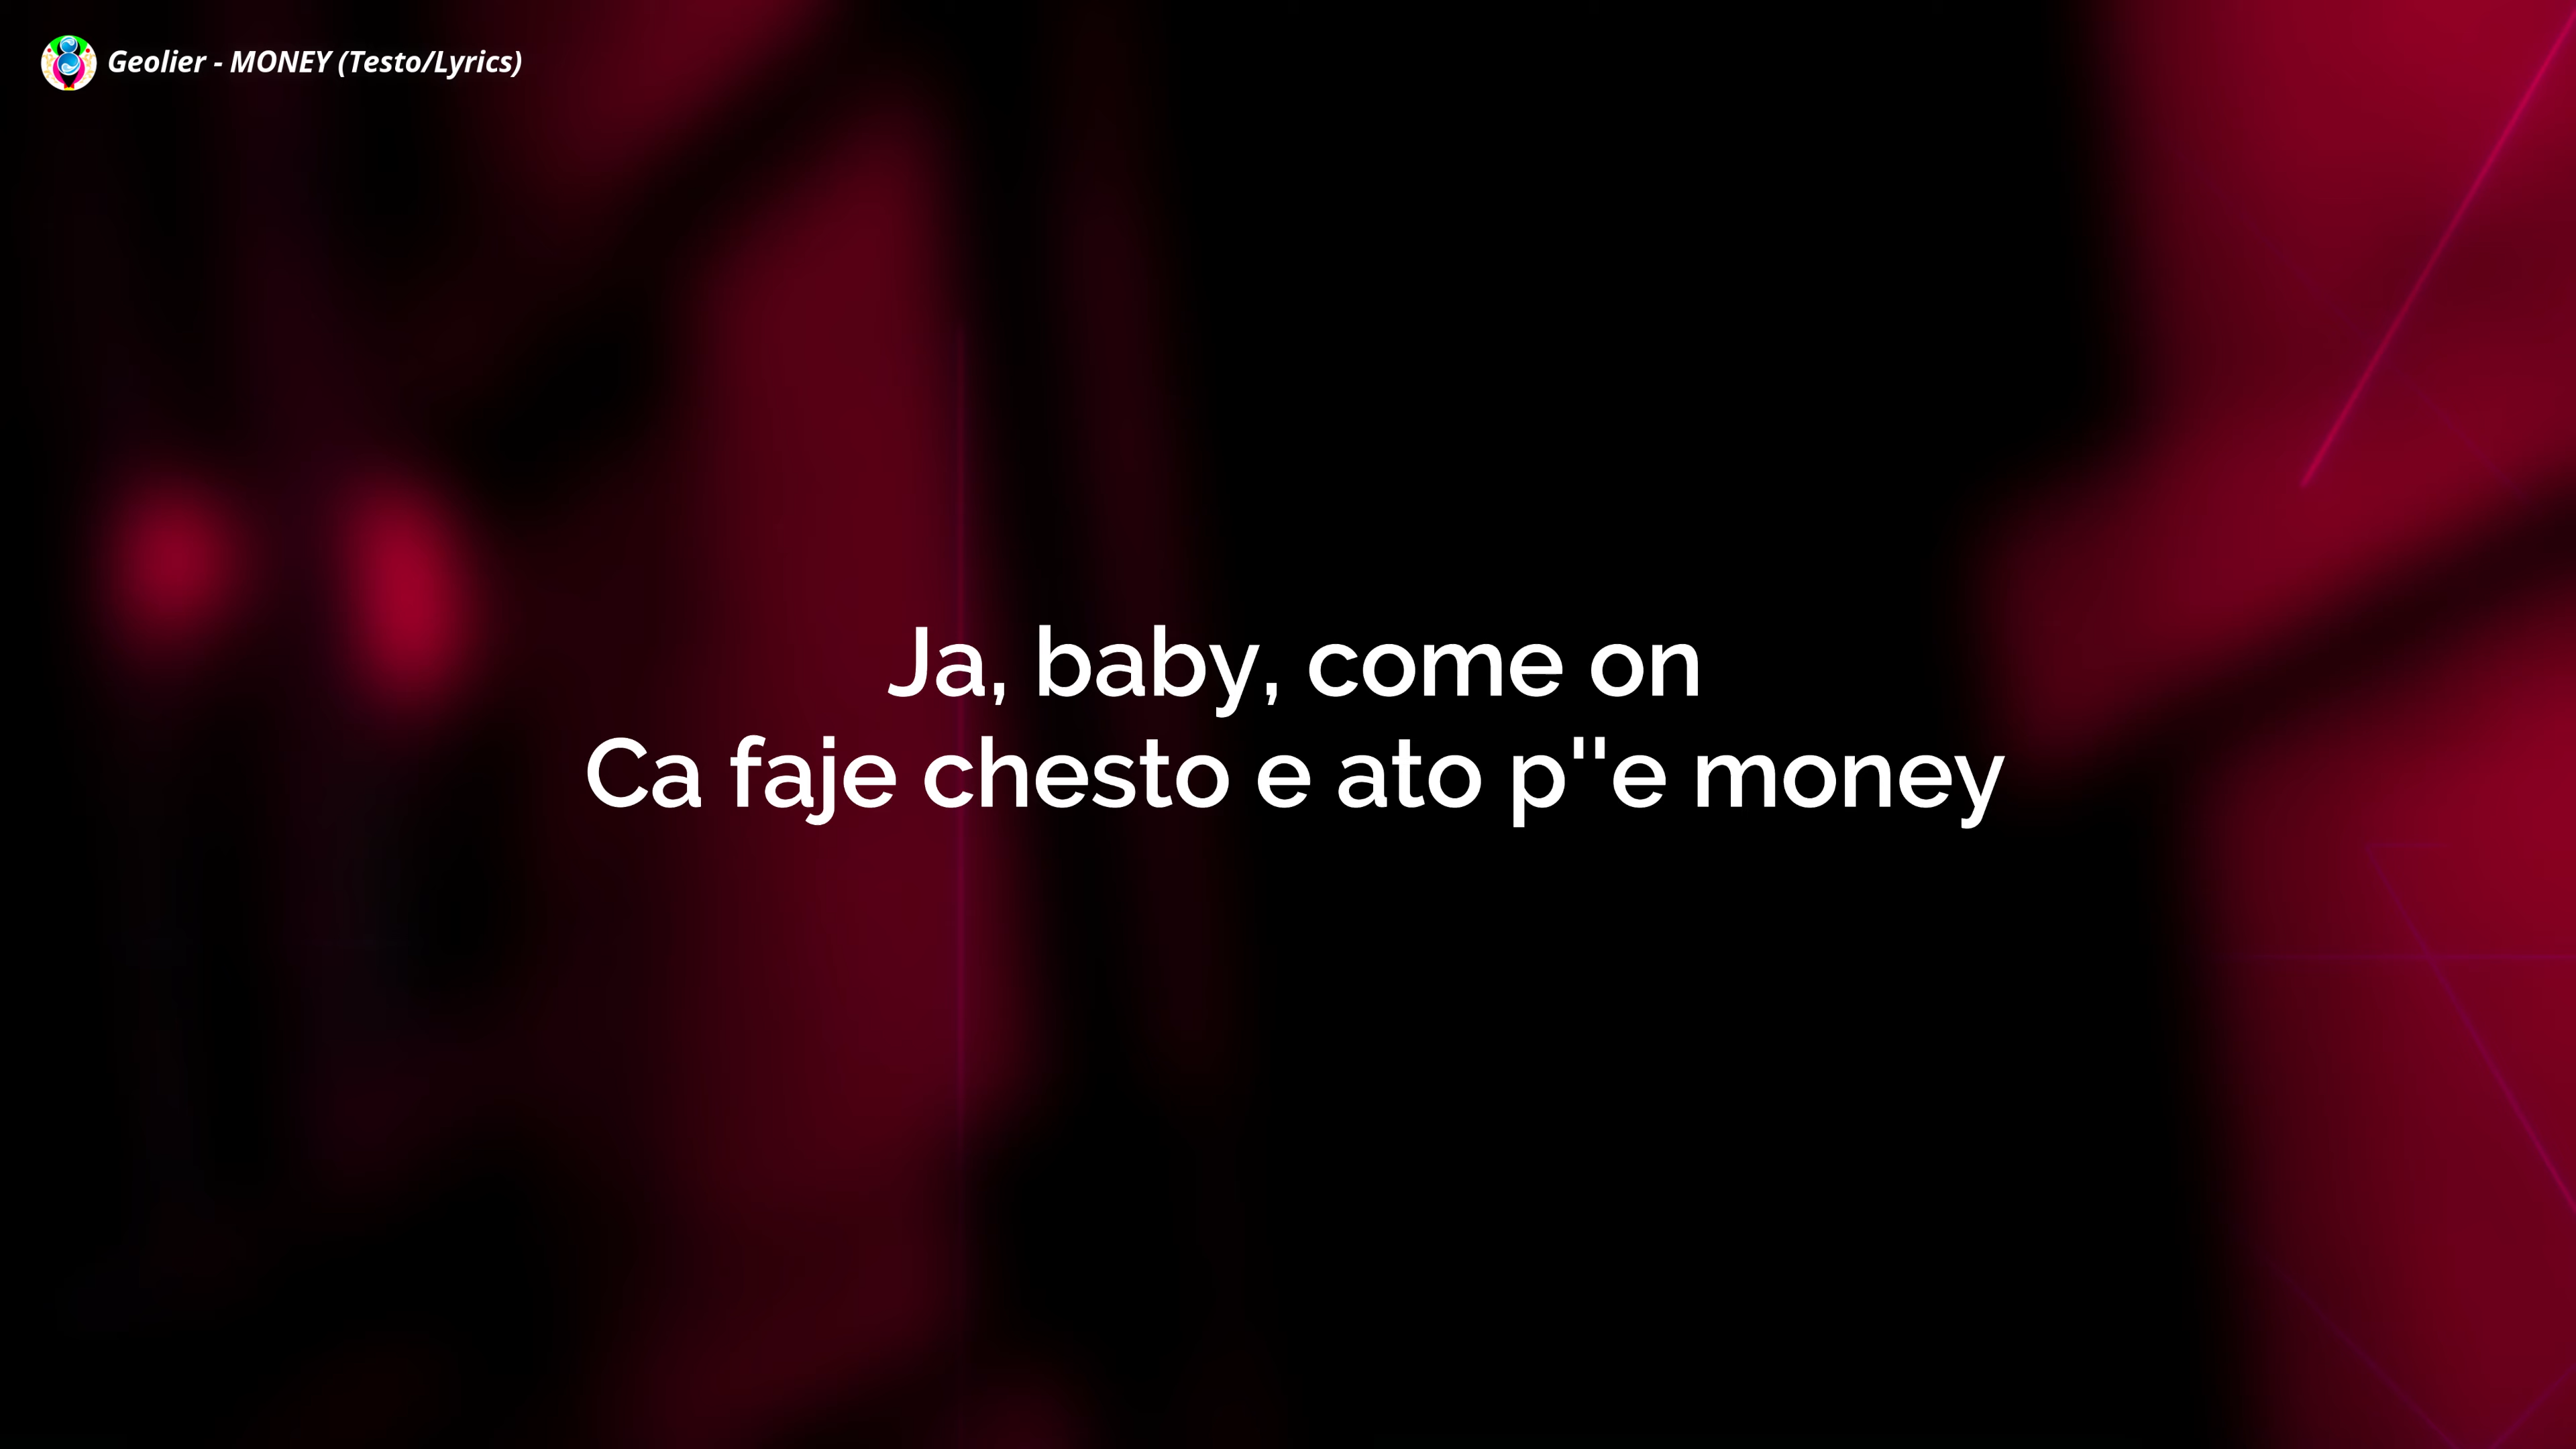 Geolier - MONEY (Testo/Lyrics)
Ja, baby, come on
Ca faje chesto e ato p''e money